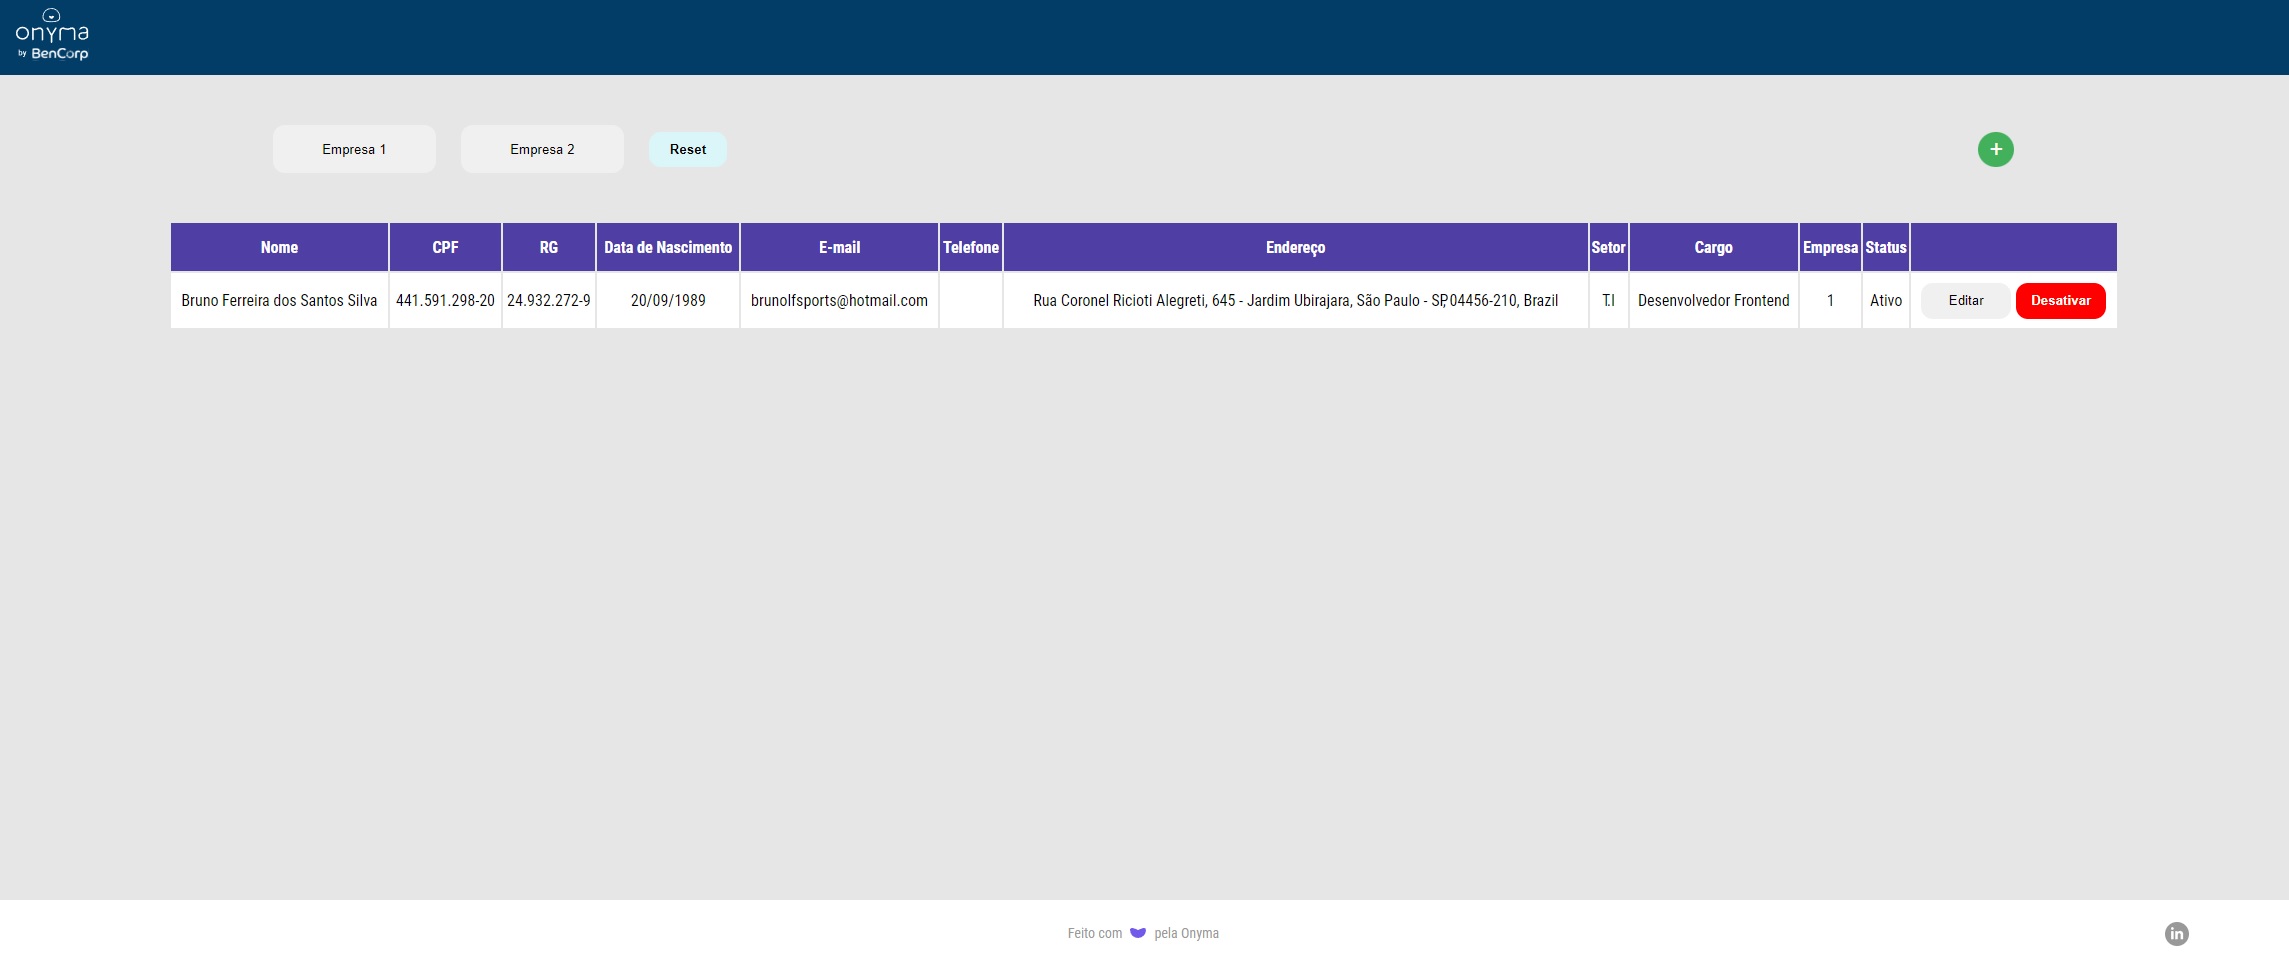 onyma
by BenCorp
Empresa 1 Empresa 2 Reset +
Nome CPF RG Data de Nascimento E-mail Telefone Endereço Setor Cargo Empresa Status
Bruno Ferreira dos Santos Silva 441.591.298-20 24.932.272-9 20/09/1989 brunolfsports@hotmail.com Rua Coronel Ricioti Alegreti, 645 - Jardim Ubirajara, São Paulo - SP, 04456-210, Brazil T.I Desenvolvedor Frontend 1 Ativo Editar Desativar
Feito com pela Onyma in